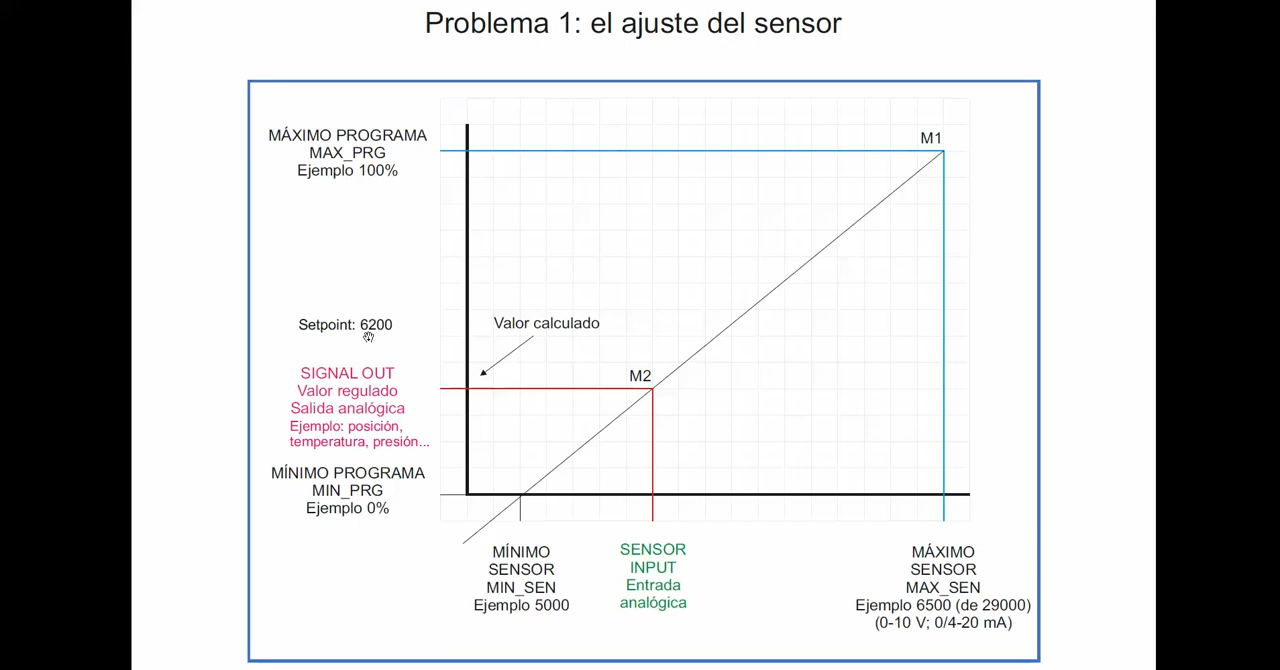 Problema 1: el ajuste del sensor
MÁXIMO PROGRAMA
MAX_PRG
Ejemplo 100%
M1
Setpoint: 6200
Valor calculado
SIGNAL OUT
Valor regulado
Salida analógica
Ejemplo: posición,
temperatura, presión...
M2
MÍNIMO PROGRAMA
MIN_PRG
Ejemplo 0%
MÍNIMO
SENSOR
MIN_SEN
Ejemplo 5000
SENSOR
INPUT
Entrada
analógica
MÁXIMO
SENSOR
MAX_SEN
Ejemplo 6500 (de 29000)
(0-10 V; 0/4-20 mA)